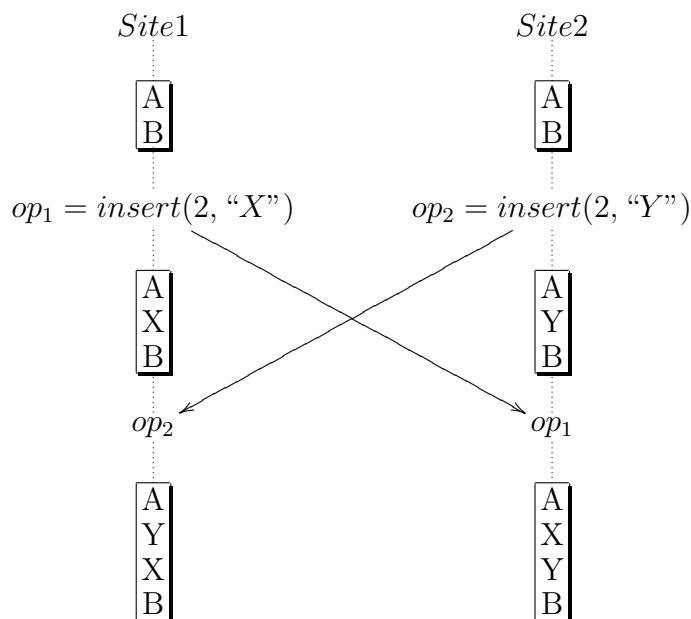 Site1 Site2
A A
B B
op₁ = insert(2, “X”) op₂ = insert(2, “Y”)
A A
X Y
B B
op₂ op₁
A A
Y X
X Y
B B